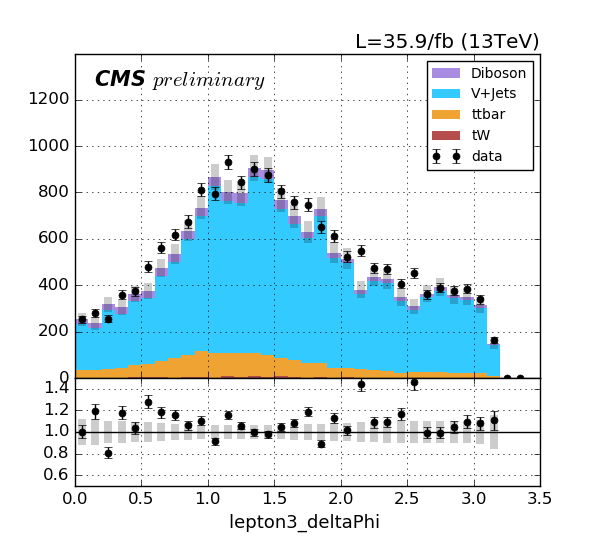 L=35.9/fb (13TeV)
CMS preliminary
Diboson
V+Jets
ttbar
tW
data
1200
1000
800
600
400
200
0
1.4
1.2
1.0
0.8
0.6
0.0 0.5 1.0 1.5 2.0 2.5 3.0 3.5
lepton3_deltaPhi